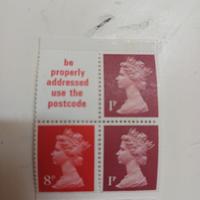 be
properly
addressed
use the
postcode
1P
8P
1P